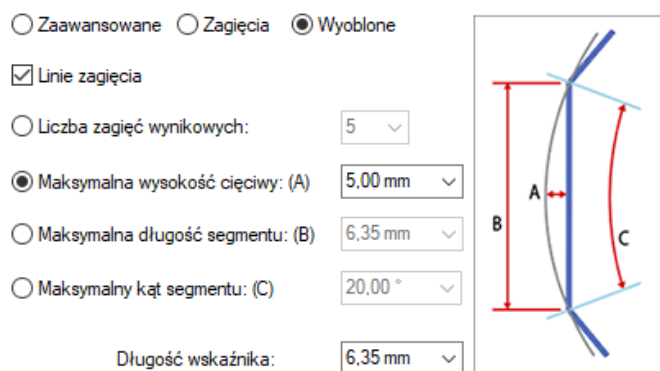 Zaawansowane Zagięcia Wyoblone
Linie zagięcia
Liczba zagięć wynikowych: 5
Maksymalna wysokość cięciwy: (A) 5,00 mm
Maksymalna długość segmentu: (B) 6,35 mm
Maksymalny kąt segmentu: (C) 20,00 °
Długość wskaźnika: 6,35 mm
A
B
C